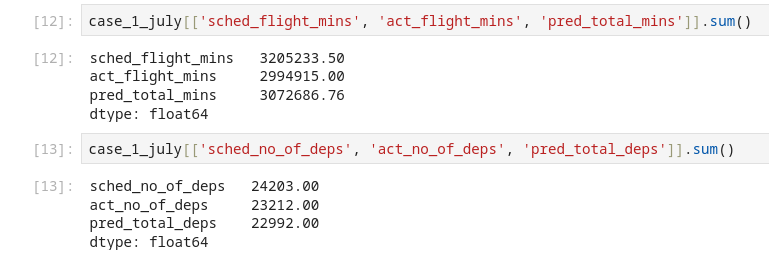 [12]: case_1_july[['sched_flight_mins', 'act_flight_mins', 'pred_total_mins']].sum()
[12]: sched_flight_mins   3205233.50
act_flight_mins     2994915.00
pred_total_mins     3072686.76
dtype: float64
[13]: case_1_july[['sched_no_of_deps', 'act_no_of_deps', 'pred_total_deps']].sum()
[13]: sched_no_of_deps   24203.00
act_no_of_deps     23212.00
pred_total_deps    22992.00
dtype: float64